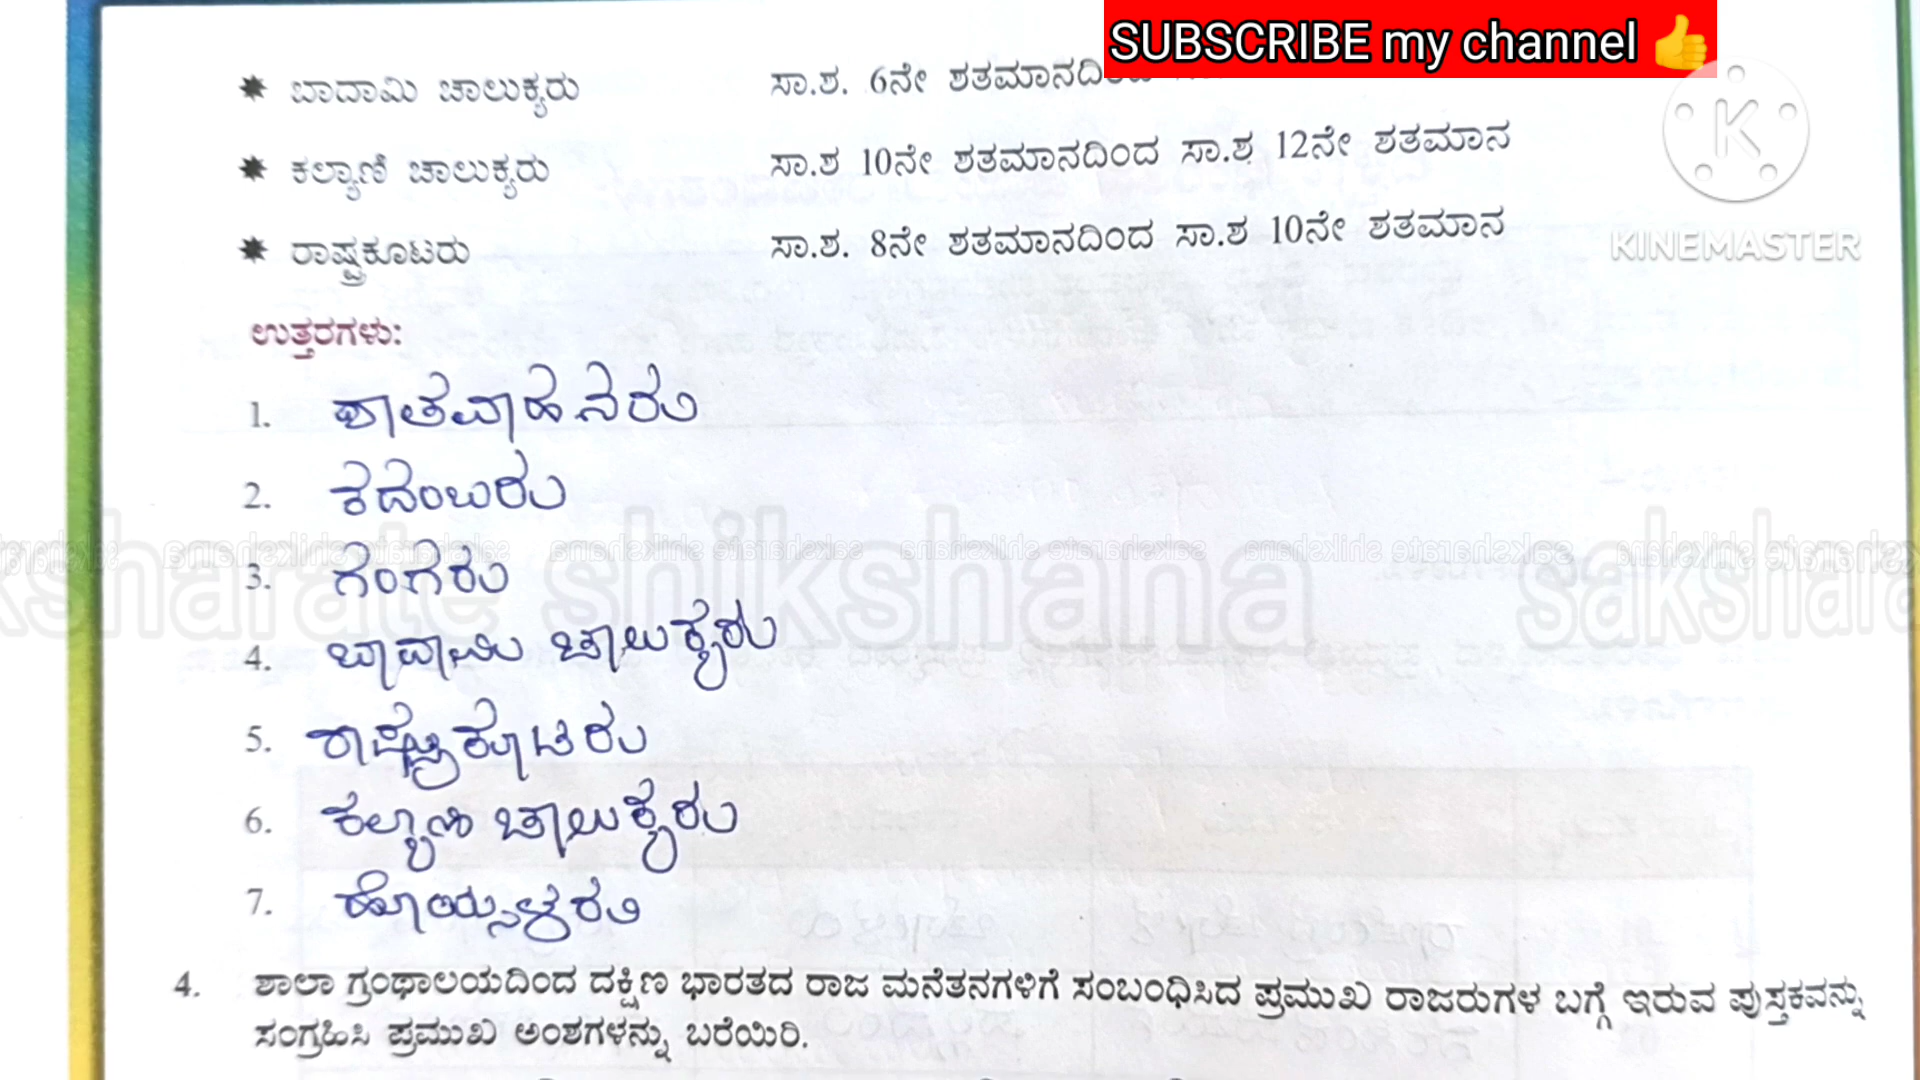 SUBSCRIBE my channel 👍
✷ ಬಾದಾಮಿ ಚಾಲುಕ್ಯರು ಸಾ.ಶ. 6ನೇ ಶತಮಾನದಿಂದ
✷ ಕಲ್ಯಾಣಿ ಚಾಲುಕ್ಯರು ಸಾ.ಶ 10ನೇ ಶತಮಾನದಿಂದ ಸಾ.ಶ 12ನೇ ಶತಮಾನ
✷ ರಾಷ್ಟ್ರಕೂಟರು ಸಾ.ಶ. 8ನೇ ಶತಮಾನದಿಂದ ಸಾ.ಶ 10ನೇ ಶತಮಾನ
K
KINEMASTER
ಉತ್ತರಗಳು:
1. ಶಾತವಾಹನರು
2. ಕದಂಬರು
3. ಗಂಗರು
4. ಬಾದಾಮಿ ಚಾಲುಕ್ಯರು
5. ರಾಷ್ಟ್ರಕೂಟರು
6. ಕಲ್ಯಾಣಿ ಚಾಲುಕ್ಯರು
7. ಹೊಯ್ಸಳರು
ksharate shikshana sakshara
4. ಶಾಲಾ ಗ್ರಂಥಾಲಯದಿಂದ ದಕ್ಷಿಣ ಭಾರತದ ರಾಜ ಮನೆತನಗಳಿಗೆ ಸಂಬಂಧಿಸಿದ ಪ್ರಮುಖ ರಾಜರುಗಳ ಬಗ್ಗೆ ಇರುವ ಪುಸ್ತಕವನ್ನು
ಸಂಗ್ರಹಿಸಿ ಪ್ರಮುಖ ಅಂಶಗಳನ್ನು ಬರೆಯಿರಿ.